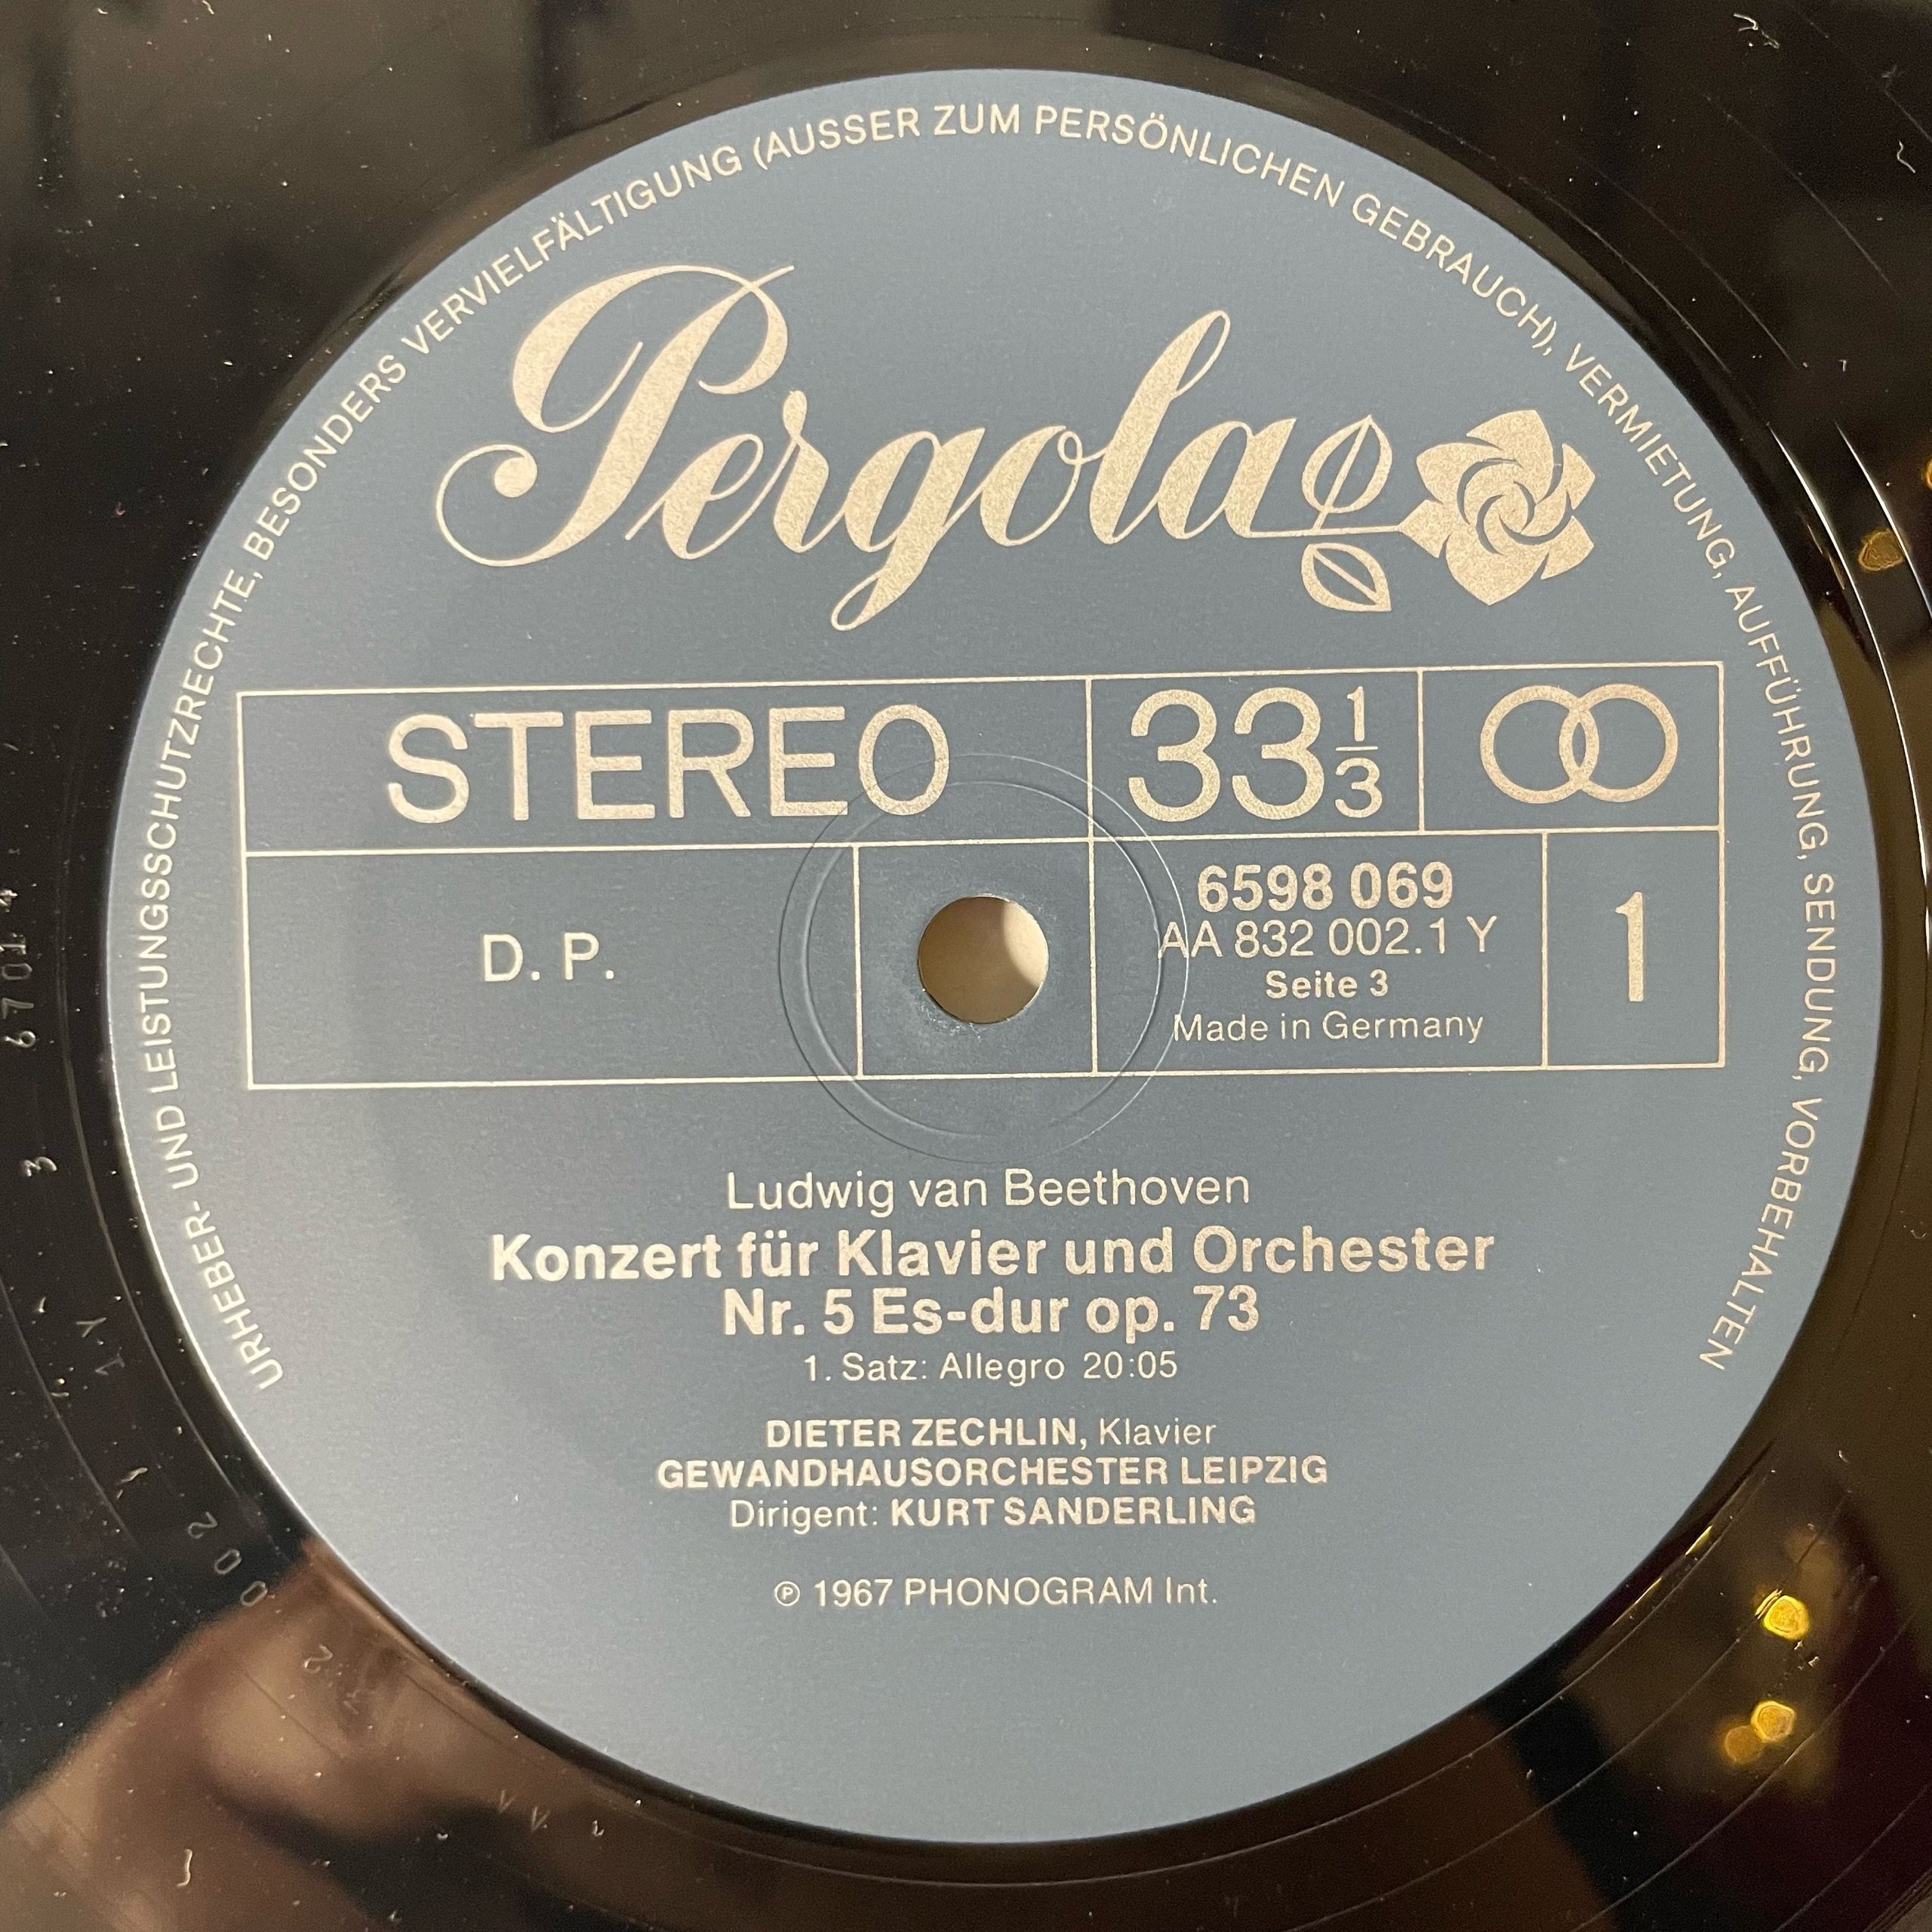 URHEBER- UND LEISTUNGSSCHUTZRECHTE, BESONDERS VERVIELFÄLTIGUNG (AUSSER ZUM PERSÖNLICHEN GEBRAUCH), VERMIETUNG, AUFFÜHRUNG, SENDUNG, VORBEHALTEN
Pergola
STEREO 33 1/3
D. P.
6598 069
AA 832 002.1 Y
Seite 3
Made in Germany
1
Ludwig van Beethoven
Konzert für Klavier und Orchester
Nr. 5 Es-dur op. 73
1. Satz: Allegro 20:05
DIETER ZECHLIN, Klavier
GEWANDHAUSORCHESTER LEIPZIG
Dirigent: KURT SANDERLING
℗ 1967 PHONOGRAM Int.